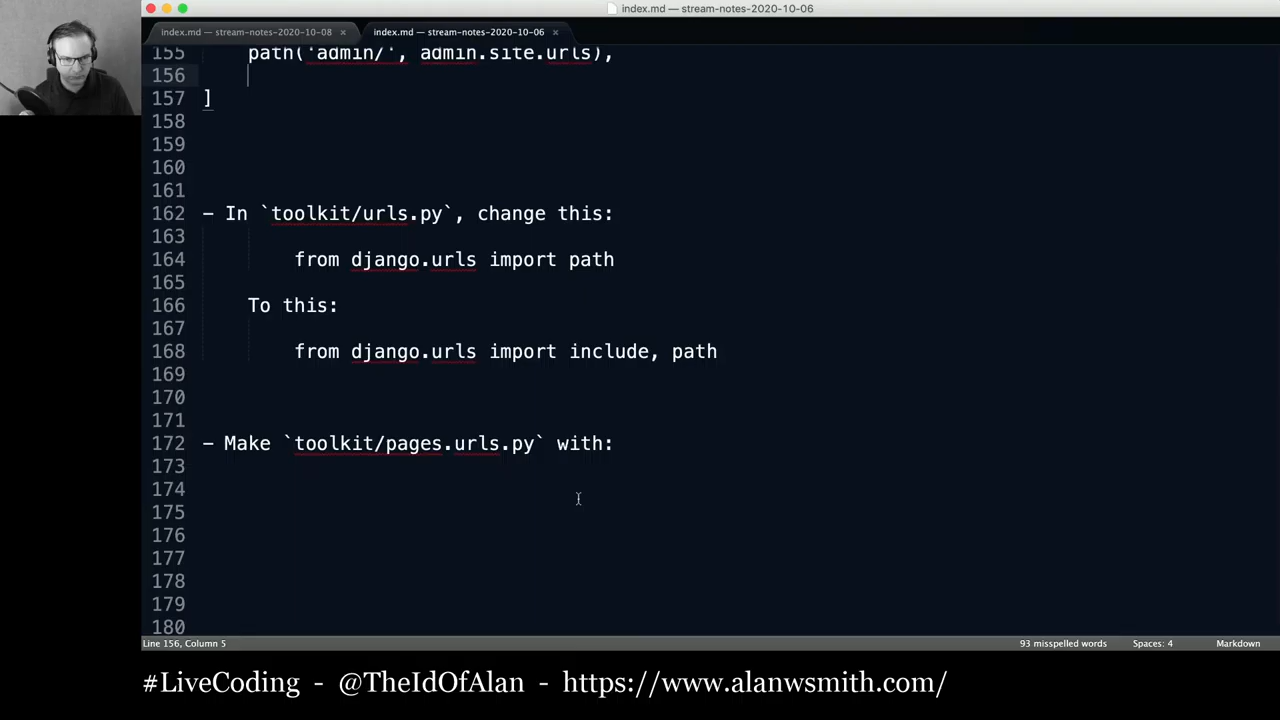 index.md — stream-notes-2020-10-06
index.md — stream-notes-2020-10-08 ×
index.md — stream-notes-2020-10-06 ×
155 path('admin/', admin.site.urls),
156
157 ]
158
159
160
161
162 - In `toolkit/urls.py`, change this:
163
164 from django.urls import path
165
166 To this:
167
168 from django.urls import include, path
169
170
171
172 - Make `toolkit/pages.urls.py` with:
173
174
175
176
177
178
179
180
Line 156, Column 5 93 misspelled words Spaces: 4 Markdown
#LiveCoding - @TheIdOfAlan - https://www.alanwsmith.com/